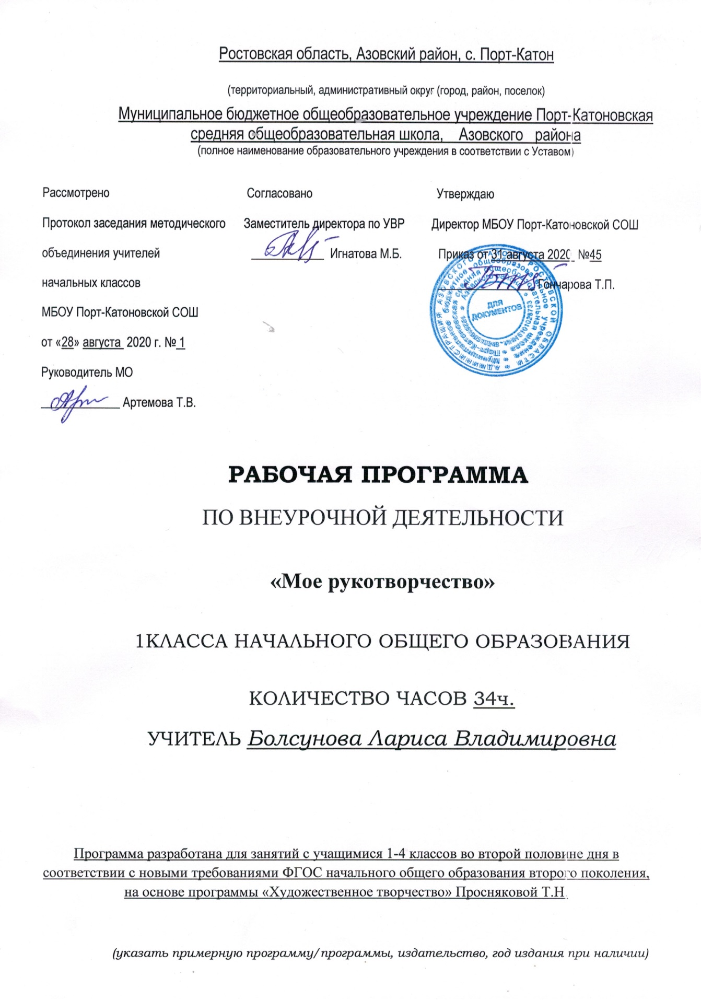 Ростовская область, Азовский район, с. Порт-Катон
(территориальный, административный округ (город, район, поселок)
Муниципальное бюджетное общеобразовательное учреждение Порт-Катоновская
средняя общеобразовательная школа, Азовского района
(полное наименование образовательного учреждения в соответствии с Уставом)
Рассмотрено
Протокол заседания методического
объединения учителей
начальных классов
МБОУ Порт-Катоновской СОШ
от «28» августа 2020 г. № 1
Руководитель МО
Артемова Т.В.
Согласовано
Заместитель директора по УВР
Игнатова М.Б.
Утверждаю
Директор МБОУ Порт-Катоновской СОШ
Приказ от 31 августа 2020 №45
Гончарова Т.П.
ДЛЯ
ДОКУМЕНТОВ
РАБОЧАЯ ПРОГРАММА
ПО ВНЕУРОЧНОЙ ДЕЯТЕЛЬНОСТИ
«Мое рукотворчество»
1КЛАССА НАЧАЛЬНОГО ОБЩЕГО ОБРАЗОВАНИЯ
КОЛИЧЕСТВО ЧАСОВ 34ч.
УЧИТЕЛЬ Болсунова Лариса Владимировна
Программа разработана для занятий с учащимися 1-4 классов во второй половине дня в
соответствии с новыми требованиями ФГОС начального общего образования второго поколения,
на основе программы «Художественное творчество» Просняковой Т.Н.
(указать примерную программу/программы, издательство, год издания при наличии)